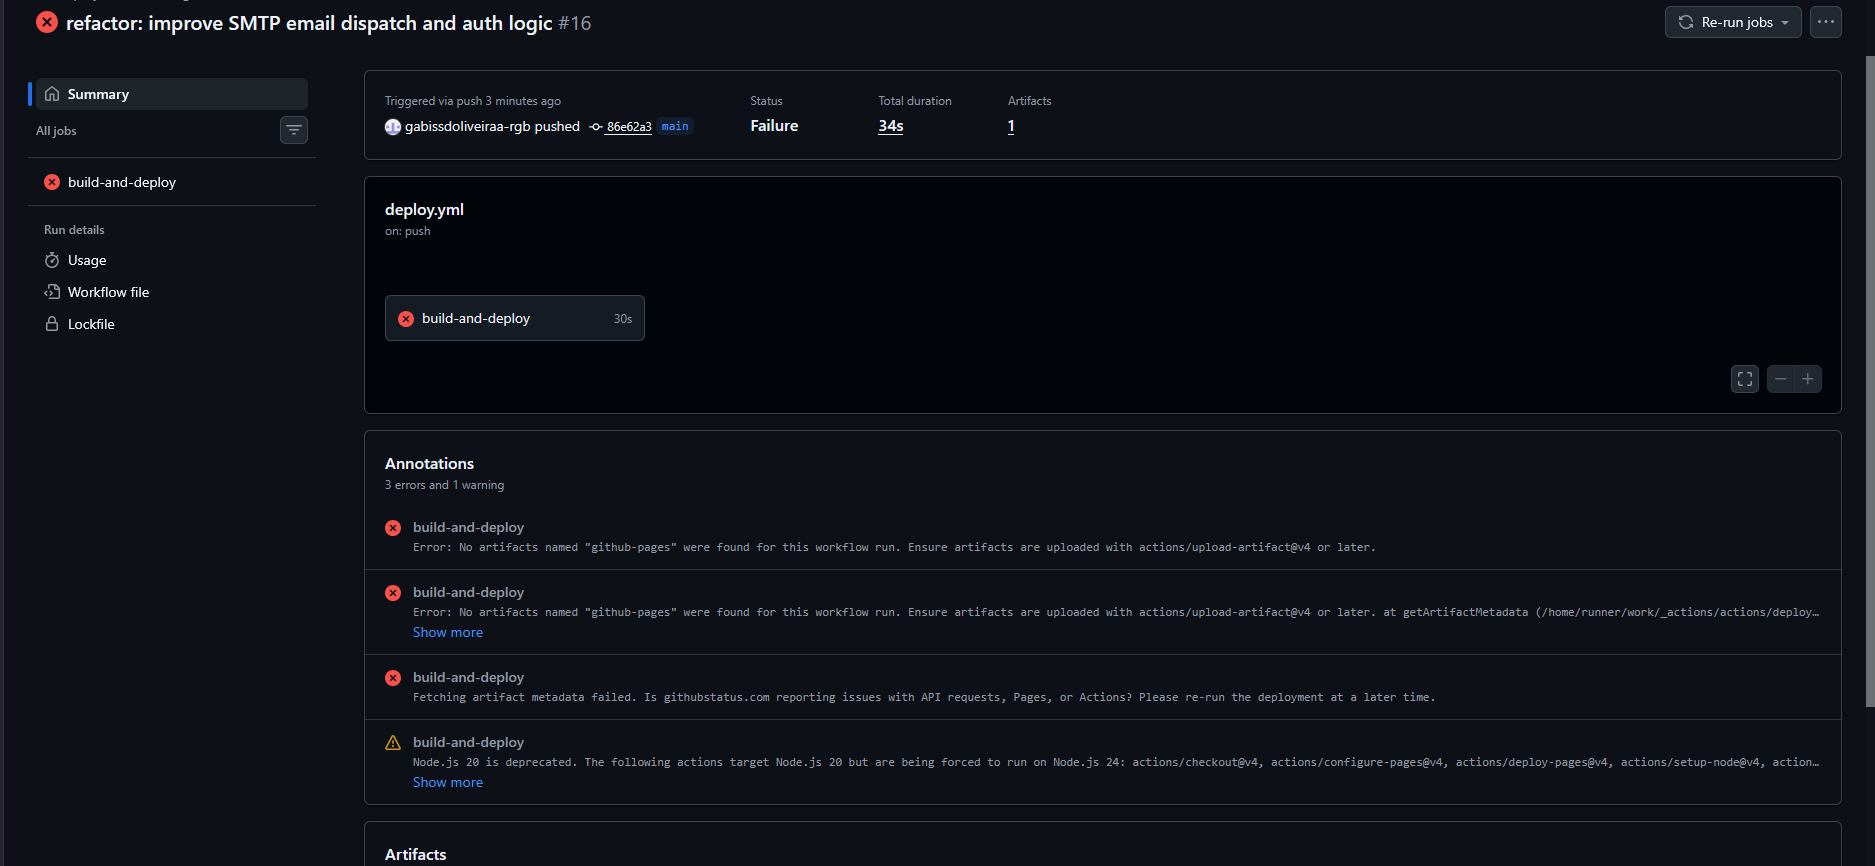 refactor: improve SMTP email dispatch and auth logic #16
Re-run jobs
Summary
All jobs
build-and-deploy
Run details
Usage
Workflow file
Lockfile
Triggered via push 3 minutes ago
gabissdoliveiraa-rgb pushed 86e62a3 main
Status
Failure
Total duration
34s
Artifacts
1
deploy.yml
on: push
build-and-deploy 30s
Annotations
3 errors and 1 warning
build-and-deploy
Error: No artifacts named "github-pages" were found for this workflow run. Ensure artifacts are uploaded with actions/upload-artifact@v4 or later.
build-and-deploy
Error: No artifacts named "github-pages" were found for this workflow run. Ensure artifacts are uploaded with actions/upload-artifact@v4 or later. at getArtifactMetadata (/home/runner/work/_actions/actions/deploy…
Show more
build-and-deploy
Fetching artifact metadata failed. Is githubstatus.com reporting issues with API requests, Pages, or Actions? Please re-run the deployment at a later time.
build-and-deploy
Node.js 20 is deprecated. The following actions target Node.js 20 but are being forced to run on Node.js 24: actions/checkout@v4, actions/configure-pages@v4, actions/deploy-pages@v4, actions/setup-node@v4, action…
Show more
Artifacts